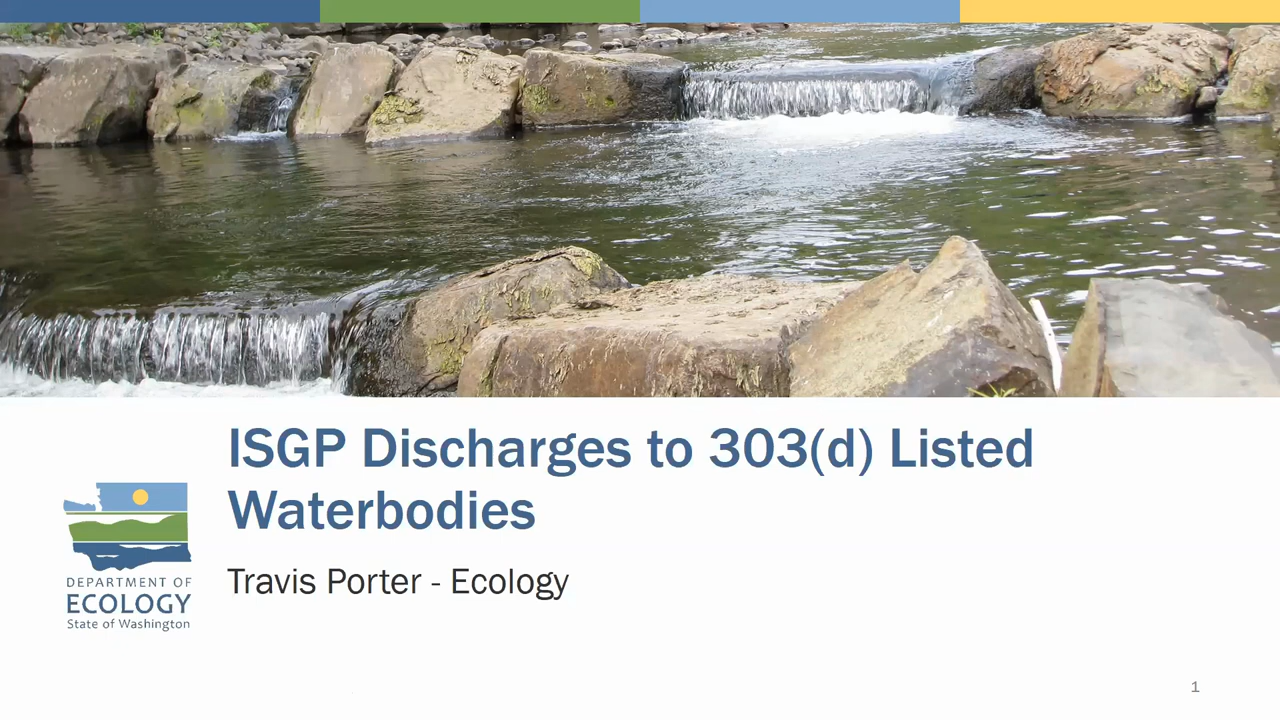 ISGP Discharges to 303(d) Listed
Waterbodies
Travis Porter - Ecology
DEPARTMENT OF
ECOLOGY
State of Washington
1